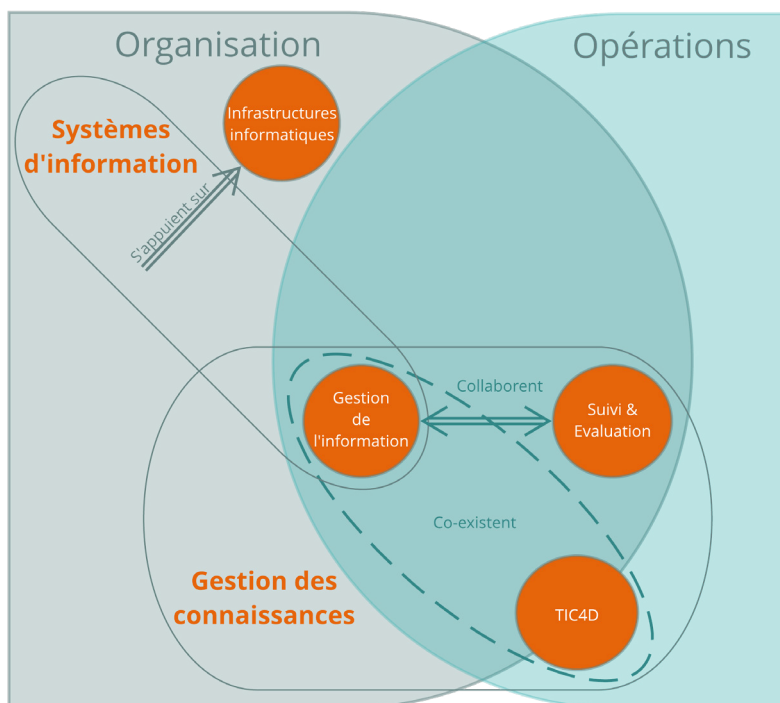 Organisation
Opérations
Infrastructures
informatiques
Systèmes
d'information
S'appuient sur
Gestion
de
l'information
Collaborent
Suivi &
Evaluation
Co-existent
Gestion des
connaissances
TIC4D